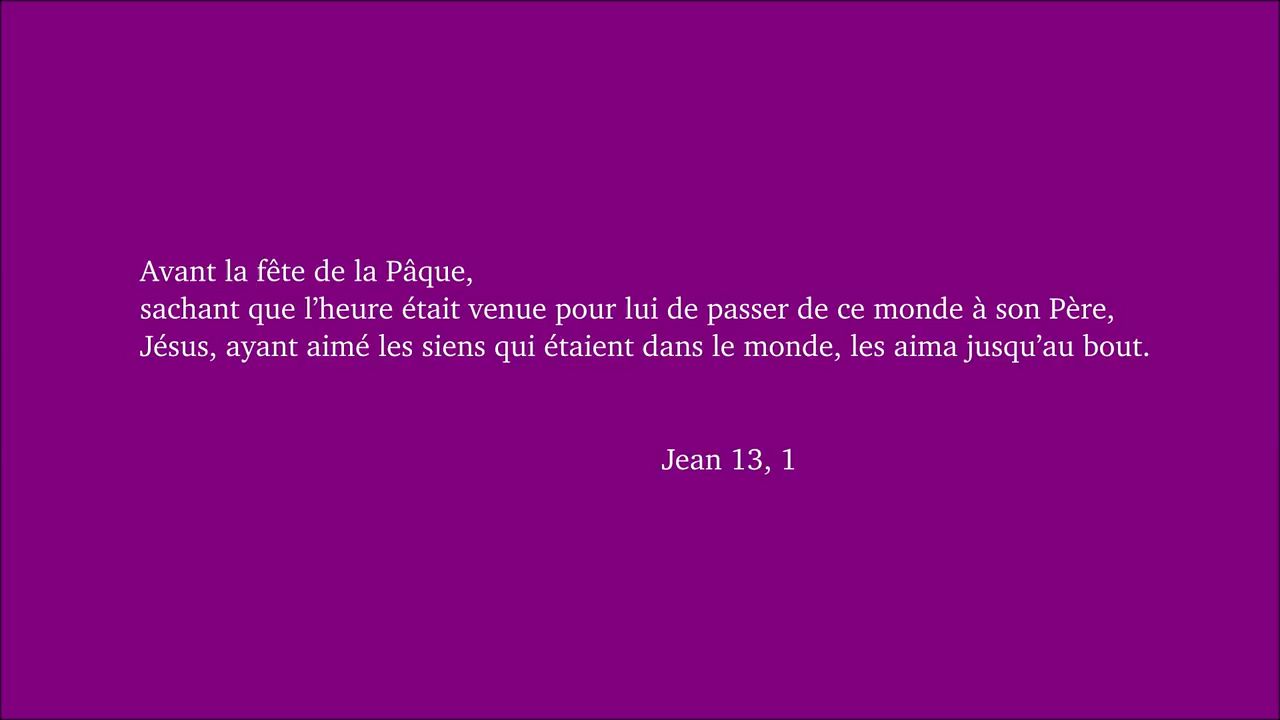 Avant la fête de la Pâque,
sachant que l’heure était venue pour lui de passer de ce monde à son Père,
Jésus, ayant aimé les siens qui étaient dans le monde, les aima jusqu’au bout.
Jean 13, 1